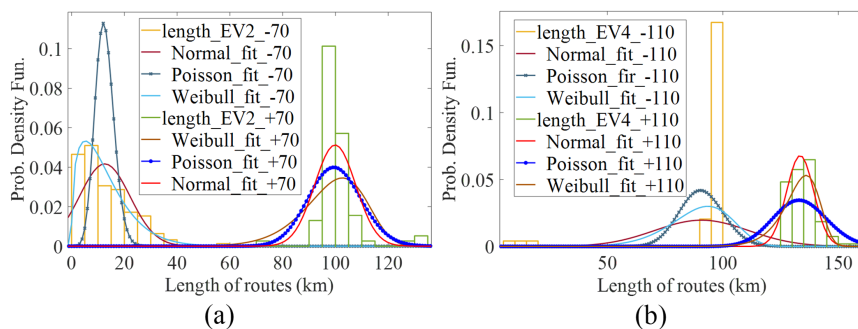 0.1
0.08
0.06
0.04
0.02
0
Prob. Density Fun.
length_EV2_-70
Normal_fit_-70
Poisson_fit_-70
Weibull_fit_-70
length_EV2_+70
Weibull_fit_+70
Poisson_fit_+70
Normal_fit_+70
0 20 40 60 80 100 120
Length of routes (km)
(a)
0.15
0.1
0.05
0
Prob. Density Fun.
length_EV4_-110
Normal_fit_-110
Poisson_fir_-110
Weibull_fit_-110
length_EV4_+110
Normal_fit_+110
Poisson_fit_+110
Weibull_fit_+110
50 100 150
Length of routes (km)
(b)